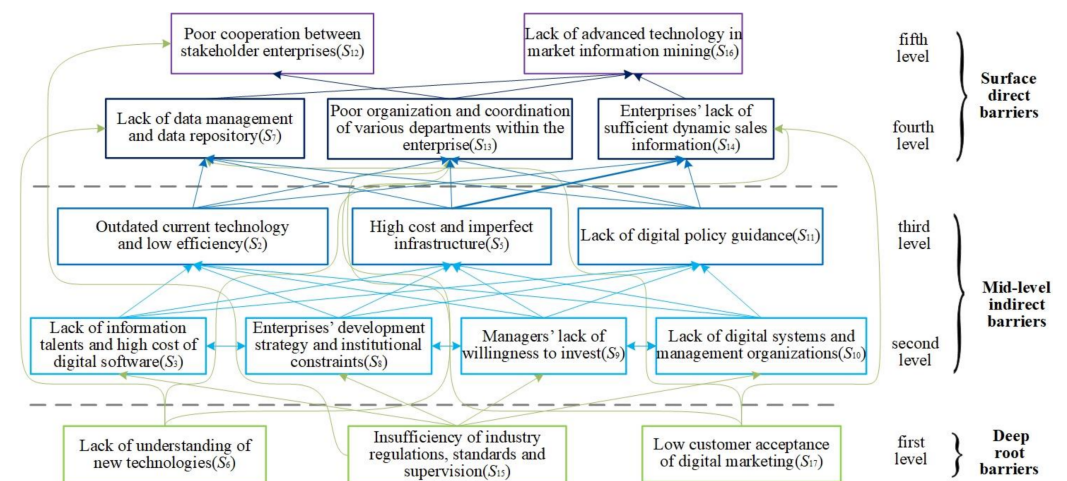 Poor cooperation between
stakeholder enterprises(S12)
Lack of advanced technology in
market information mining(S16)
fifth
level
Lack of data management
and data repository(S7)
Poor organization and coordination
of various departments within the
enterprise(S13)
Enterprises’ lack of
sufficient dynamic sales
information(S14)
fourth
level
Surface
direct
barriers
Outdated current technology
and low efficiency(S2)
High cost and imperfect
infrastructure(S5)
Lack of digital policy guidance(S11)
third
level
Lack of information
talents and high cost of
digital software(S3)
Enterprises’ development
strategy and institutional
constraints(S8)
Managers’ lack of
willingness to invest(S9)
Lack of digital systems and
management organizations(S10)
second
level
Mid-level
indirect
barriers
Lack of understanding of
new technologies(S6)
Insufficiency of industry
regulations, standards and
supervision(S15)
Low customer acceptance
of digital marketing(S17)
first
level
Deep
root
barriers